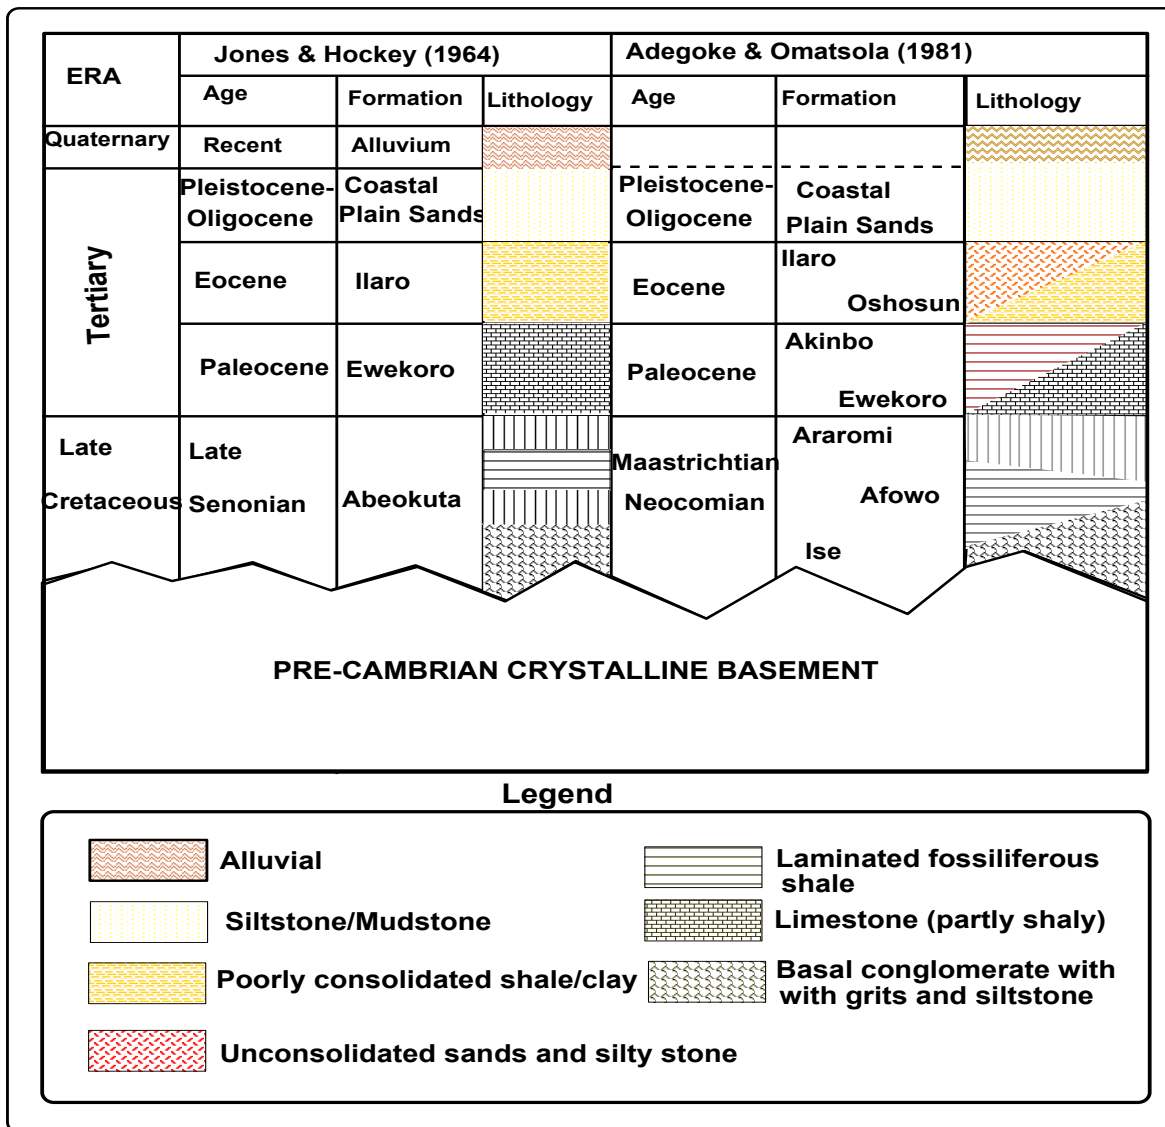 ERA
Jones & Hockey (1964)
Adegoke & Omatsola (1981)
Age
Formation
Lithology
Age
Formation
Lithology
Quaternary
Recent
Alluvium
Tertiary
Pleistocene-
Oligocene
Coastal
Plain Sands
Pleistocene-
Oligocene
Coastal
Plain Sands
Eocene
Ilaro
Eocene
Ilaro
Oshosun
Paleocene
Ewekoro
Paleocene
Akinbo
Ewekoro
Late
Cretaceous
Late
Senonian
Abeokuta
Maastrichtian
Neocomian
Araromi
Afowo
Ise
PRE-CAMBRIAN CRYSTALLINE BASEMENT
Legend
Alluvial
Siltstone/Mudstone
Poorly consolidated shale/clay
Unconsolidated sands and silty stone
Laminated fossiliferous
shale
Limestone (partly shaly)
Basal conglomerate with
with grits and siltstone